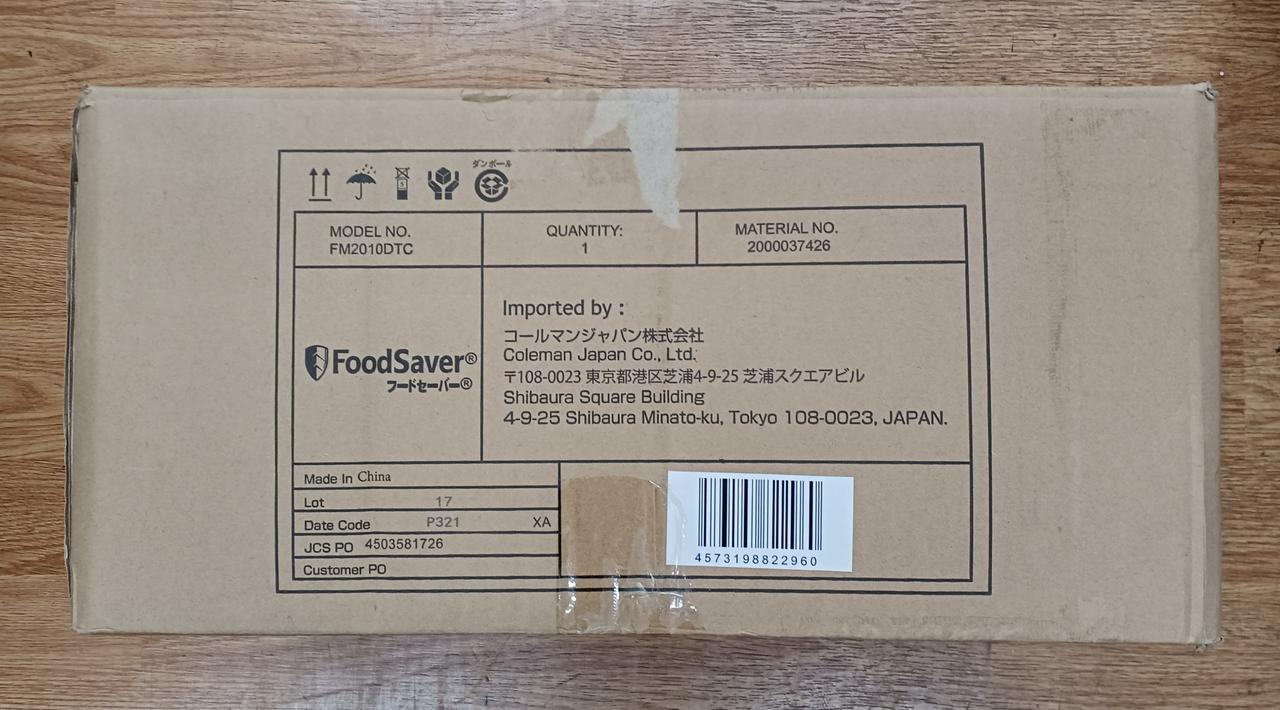 ダンボール
MODEL NO.
FM2010DTC
QUANTITY:
1
MATERIAL NO.
2000037426
FoodSaver®
フードセーバー®
Imported by :
コールマンジャパン株式会社
Coleman Japan Co., Ltd.
〒108-0023 東京都港区芝浦4-9-25 芝浦スクエアビル
Shibaura Square Building
4-9-25 Shibaura Minato-ku, Tokyo 108-0023, JAPAN.
Made In China
Lot 17
Date Code P321 XA
JCS PO 4503581726
Customer PO
4573198822960